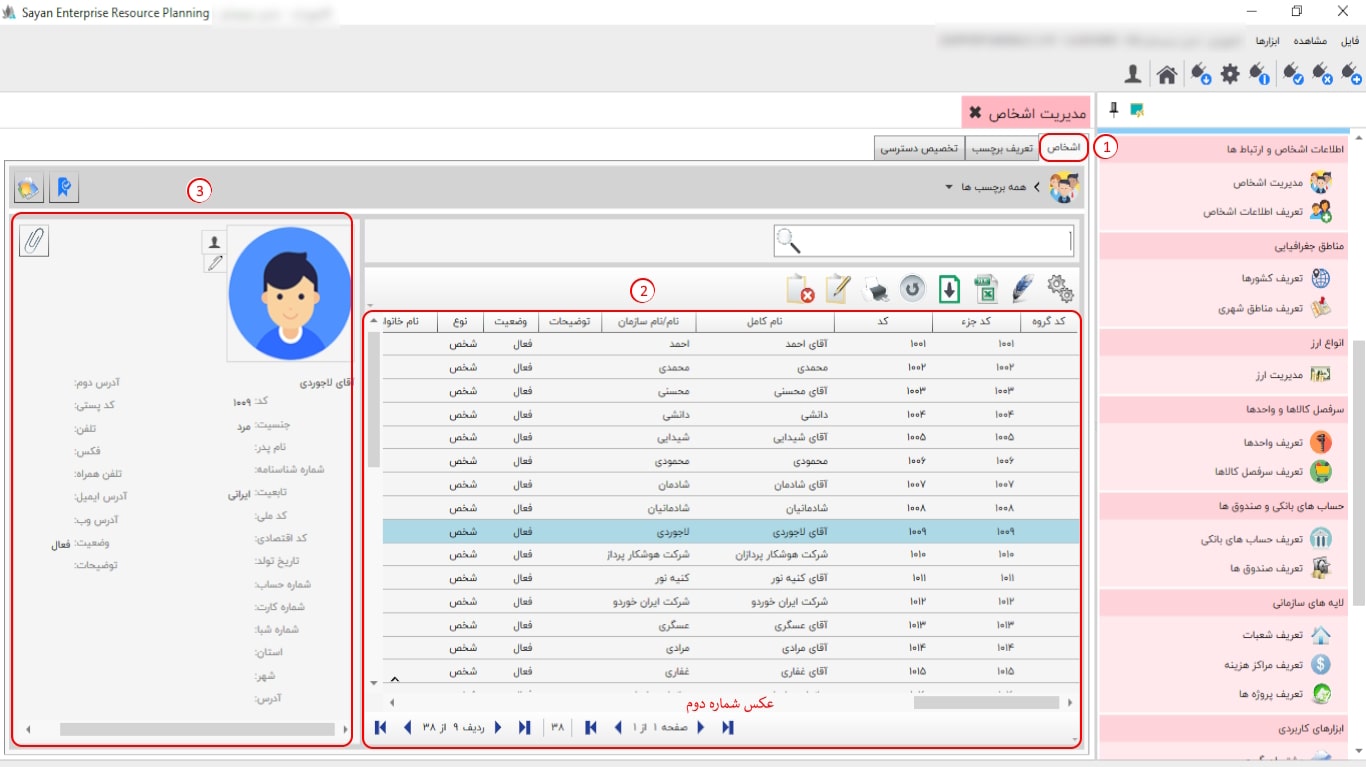 Sayan Enterprise Resource Planning
فایل مشاهده ابزارها
مدیریت اشخاص
اشخاص تعریف برچسب تخصیص دسترسی
1
همه برچسب ها
3
2
کد گروه کد جزء کد نام کامل نام/نام سازمان توضیحات وضعیت نوع
۱۰۰۱ ۱۰۰۱ آقای احمد احمد فعال شخص
۱۰۰۲ ۱۰۰۲ محمدی محمدی فعال شخص
۱۰۰۳ ۱۰۰۳ آقای محسنی محسنی فعال شخص
۱۰۰۴ ۱۰۰۴ دانشی دانشی فعال شخص
۱۰۰۵ ۱۰۰۵ آقای شیدایی شیدایی فعال شخص
۱۰۰۶ ۱۰۰۶ محمودی محمودی فعال شخص
۱۰۰۷ ۱۰۰۷ آقای شادمان شادمان فعال شخص
۱۰۰۸ ۱۰۰۸ شادمانیان شادمانیان فعال شخص
۱۰۰۹ ۱۰۰۹ آقای لاجوردی لاجوردی فعال شخص
۱۰۱۰ ۱۰۱۰ شرکت هوشکار پردازان شرکت هوشکار پرداز فعال شخص
۱۰۱۱ ۱۰۱۱ آقای کنیه نور کنیه نور فعال شخص
۱۰۱۲ ۱۰۱۲ شرکت ایران خوردو شرکت ایران خوردو فعال شخص
۱۰۱۳ ۱۰۱۳ آقای عسگری عسگری فعال شخص
۱۰۱۴ ۱۰۱۴ آقای مرادی مرادی فعال شخص
۱۰۱۵ ۱۰۱۵ آقای غفاری غفاری فعال شخص
عکس شماره دوم
صفحه ۱ از ۱ ۳۸ ردیف ۹ از ۳۸
آقای لاجوردی
کد: ۱۰۰۹
جنسیت: مرد
نام پدر:
شماره شناسنامه:
تابعیت: ایرانی
کد ملی:
کد اقتصادی:
تاریخ تولد:
شماره حساب:
شماره کارت:
شماره شبا:
استان:
شهر:
آدرس:
آدرس دوم:
کد پستی:
تلفن:
فکس:
تلفن همراه:
آدرس ایمیل:
آدرس وب:
وضعیت: فعال
توضیحات:
اطلاعات اشخاص و ارتباط ها
مدیریت اشخاص
تعریف اطلاعات اشخاص
مناطق جغرافیایی
تعریف کشورها
تعریف مناطق شهری
انواع ارز
مدیریت ارز
سرفصل کالاها و واحدها
تعریف واحدها
تعریف سرفصل کالاها
حساب های بانکی و صندوق ها
تعریف حساب های بانکی
تعریف صندوق ها
لایه های سازمانی
تعریف شعبات
تعریف مراکز هزینه
تعریف پروژه ها
ابزارهای کاربردی